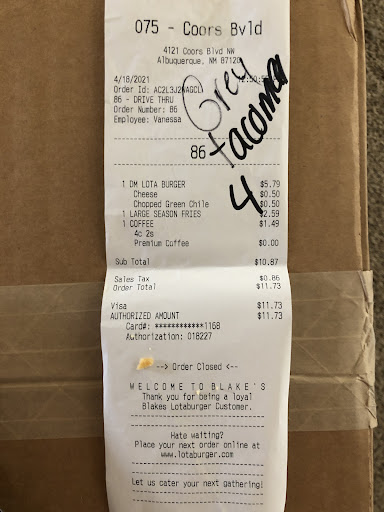 075 - Coors Bvld
4121 Coors Blvd NW
Albuquerque, NM 87120
4/18/2021
Order Id: AC2L3J2NAGCL
86 - DRIVE THRU
Order Number: 86
Employee: Vanessa
Grey
tacoma
4
86
1 DM LOTA BURGER $5.79
Cheese $0.50
Chopped Green Chile $0.50
1 LARGE SEASON FRIES $2.59
1 COFFEE $1.49
4c 2s
Premium Coffee $0.00
Sub Total $10.87
Sales Tax $0.86
Order Total $11.73
Visa $11.73
AUTHORIZED AMOUNT $11.73
Card#: ************1168
Authorization: 018227
--> Order Closed <--
WELCOME TO BLAKE'S
Thank you for being a loyal
Blakes Lotaburger Customer.
Hate waiting?
Place your next order online at
www.lotaburger.com
Let us cater your next gathering!